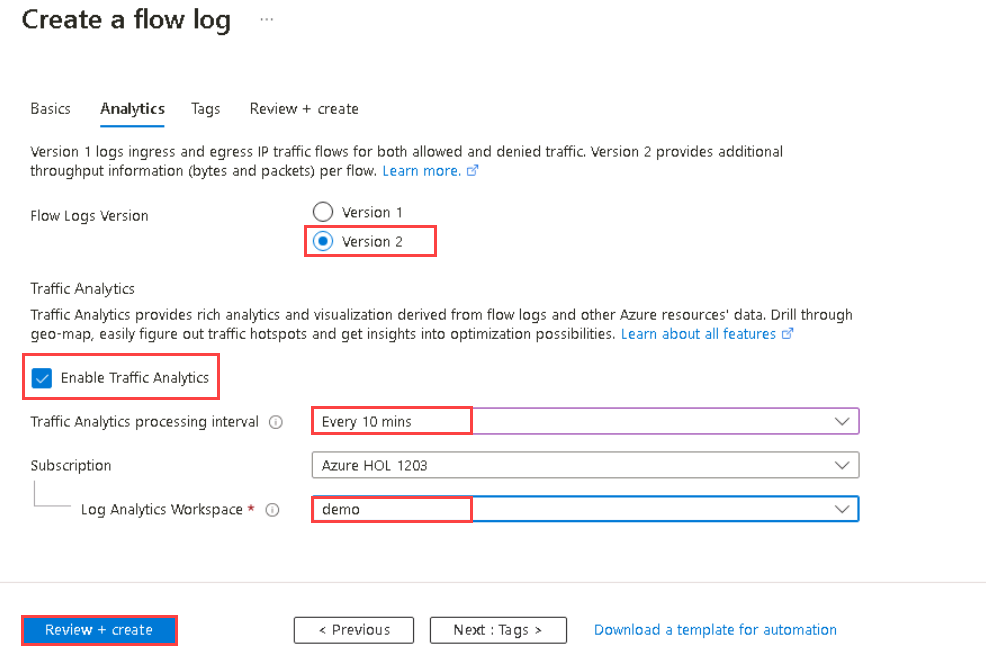 Create a flow log ...
Basics Analytics Tags Review + create
Version 1 logs ingress and egress IP traffic flows for both allowed and denied traffic. Version 2 provides additional
throughput information (bytes and packets) per flow. Learn more.
Flow Logs Version
Version 1
Version 2
Traffic Analytics
Traffic Analytics provides rich analytics and visualization derived from flow logs and other Azure resources' data. Drill through
geo-map, easily figure out traffic hotspots and get insights into optimization possibilities. Learn about all features
Enable Traffic Analytics
Traffic Analytics processing interval Every 10 mins
Subscription Azure HOL 1203
Log Analytics Workspace * demo
Review + create < Previous Next : Tags > Download a template for automation